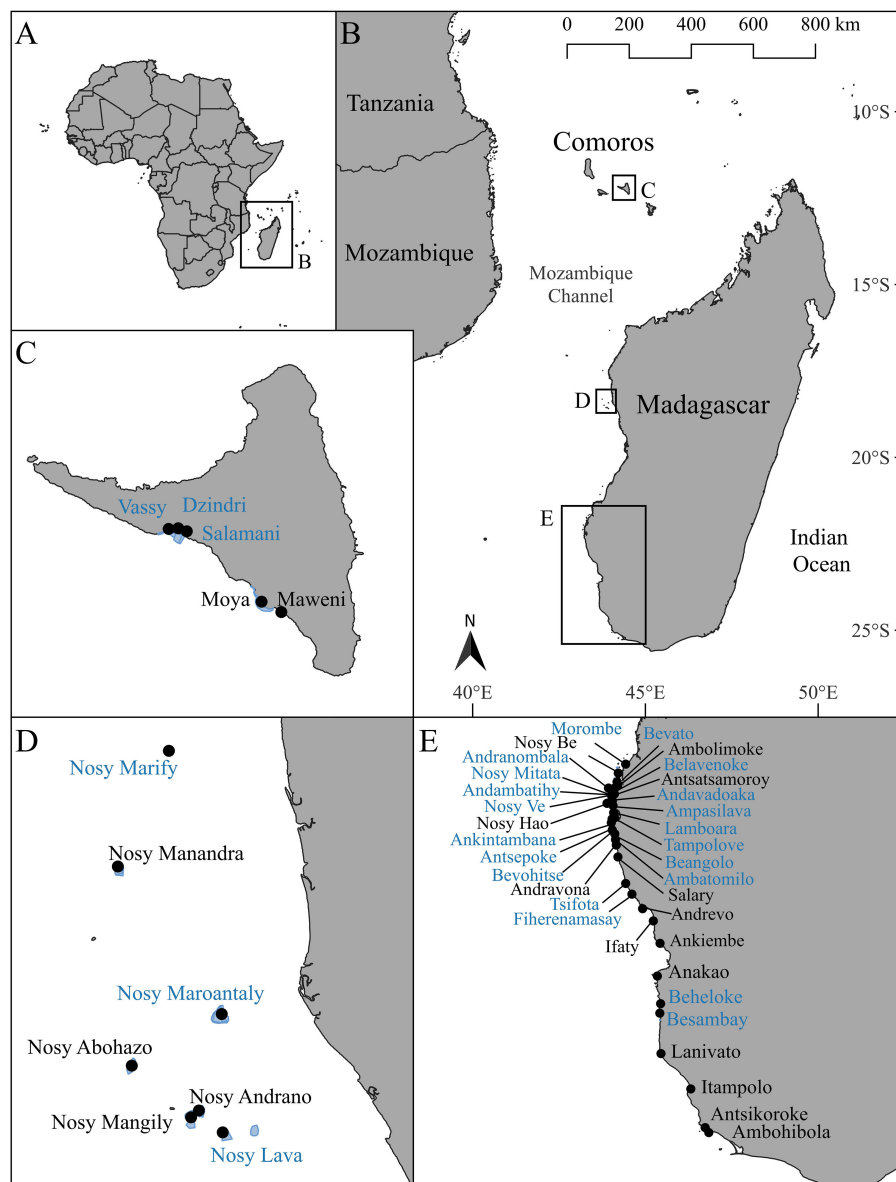 A
B
B
0 200 400 600 800 km
Tanzania
Mozambique
Comoros
C
Mozambique
Channel
D
Madagascar
E
Indian
Ocean
N
10°S
15°S
20°S
25°S
40°E 45°E 50°E
C
Vassy
Dzindri
Salamani
Moya
Maweni
D
Nosy Marify
Nosy Manandra
Nosy Maroantaly
Nosy Abohazo
Nosy Andrano
Nosy Mangily
Nosy Lava
E
Morombe
Nosy Be
Andranombala
Nosy Mitata
Andambatihy
Nosy Ve
Nosy Hao
Ankintambana
Antsepoke
Bevohitse
Andravona
Tsifota
Fiherenamasay
Ifaty
Bevato
Ambolimoke
Belavenoke
Antsatsamoroy
Andavadoaka
Ampasilava
Lamboara
Tampolove
Beangolo
Ambatomilo
Salary
Andrevo
Ankiembe
Anakao
Beheloke
Besambay
Lanivato
Itampolo
Antsikoroke
Ambohibola